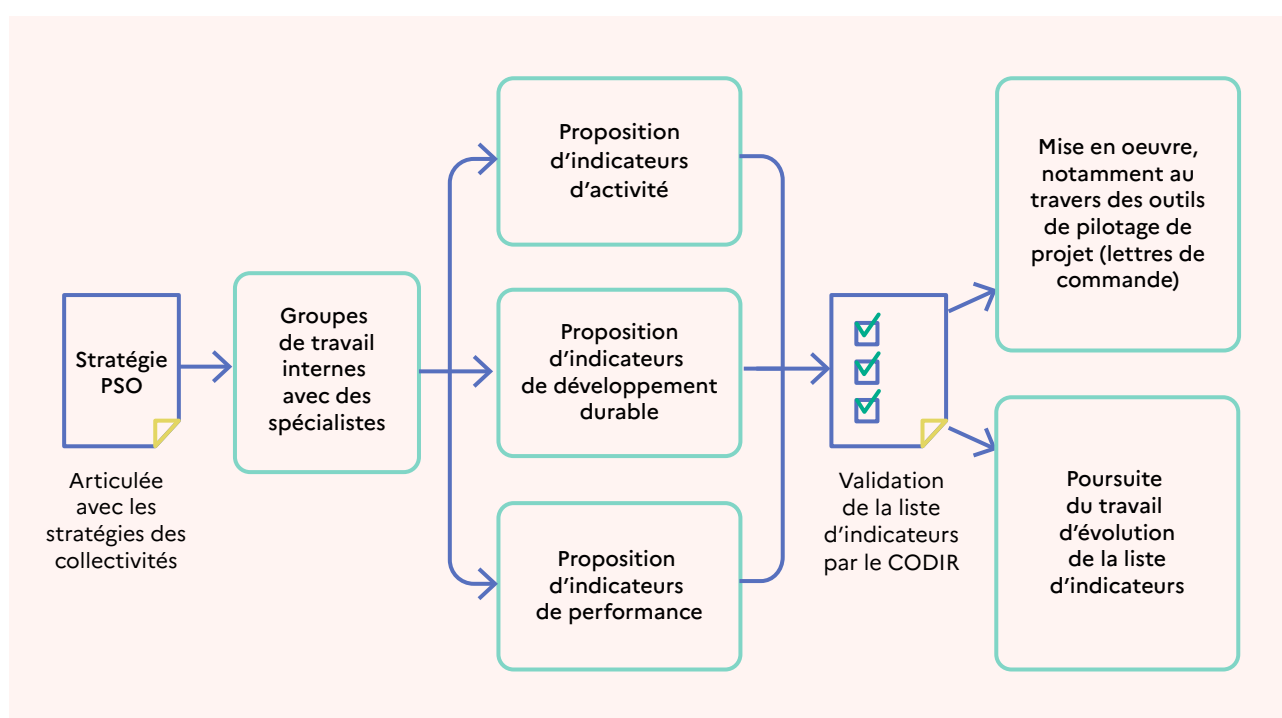 Stratégie
PSO
Articulée
avec les
stratégies des
collectivités
Groupes
de travail
internes
avec des
spécialistes
Proposition
d'indicateurs
d'activité
Proposition
d'indicateurs
de développement
durable
Proposition
d'indicateurs
de performance
Validation
de la liste
d'indicateurs
par le CODIR
Mise en oeuvre,
notamment au
travers des outils
de pilotage de
projet (lettres de
commande)
Poursuite
du travail
d'évolution
de la liste
d'indicateurs